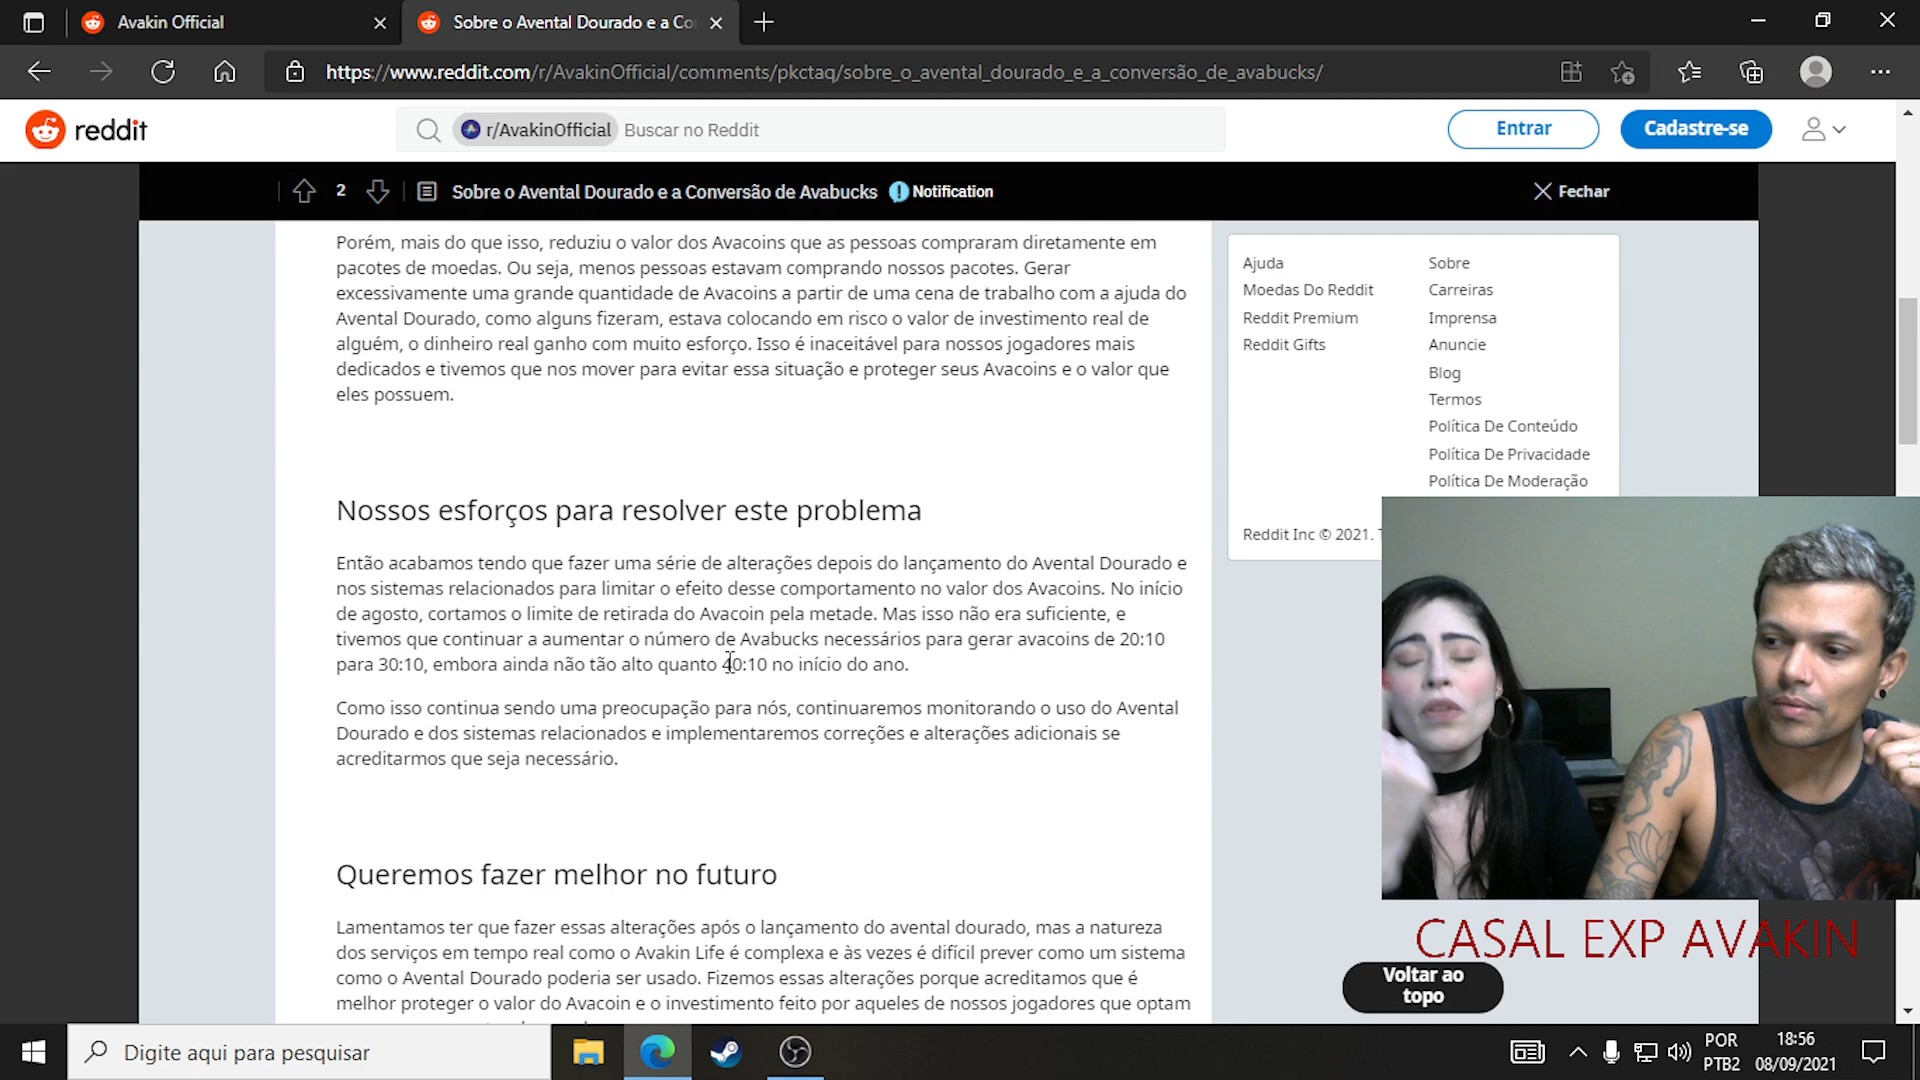 Avakin Official
Sobre o Avental Dourado e a Co
https://www.reddit.com/r/AvakinOfficial/comments/pkctaq/sobre_o_avental_dourado_e_a_conversão_de_avabucks/
reddit
r/AvakinOfficial
Buscar no Reddit
Entrar
Cadastre-se
2
Sobre o Avental Dourado e a Conversão de Avabucks
Notification
Fechar
Porém, mais do que isso, reduziu o valor dos Avacoins que as pessoas compraram diretamente em
pacotes de moedas. Ou seja, menos pessoas estavam comprando nossos pacotes. Gerar
excessivamente uma grande quantidade de Avacoins a partir de uma cena de trabalho com a ajuda do
Avental Dourado, como alguns fizeram, estava colocando em risco o valor de investimento real de
alguém, o dinheiro real ganho com muito esforço. Isso é inaceitável para nossos jogadores mais
dedicados e tivemos que nos mover para evitar essa situação e proteger seus Avacoins e o valor que
eles possuem.
Nossos esforços para resolver este problema
Então acabamos tendo que fazer uma série de alterações depois do lançamento do Avental Dourado e
nos sistemas relacionados para limitar o efeito desse comportamento no valor dos Avacoins. No início
de agosto, cortamos o limite de retirada do Avacoin pela metade. Mas isso não era suficiente, e
tivemos que continuar a aumentar o número de Avabucks necessários para gerar avacoins de 20:10
para 30:10, embora ainda não tão alto quanto 40:10 no início do ano.
Como isso continua sendo uma preocupação para nós, continuaremos monitorando o uso do Avental
Dourado e dos sistemas relacionados e implementaremos correções e alterações adicionais se
acreditarmos que seja necessário.
Queremos fazer melhor no futuro
Lamentamos ter que fazer essas alterações após o lançamento do avental dourado, mas a natureza
dos serviços em tempo real como o Avakin Life é complexa e às vezes é difícil prever como um sistema
como o Avental Dourado poderia ser usado. Fizemos essas alterações porque acreditamos que é
melhor proteger o valor do Avacoin e o investimento feito por aqueles de nossos jogadores que optam
Ajuda
Moedas Do Reddit
Reddit Premium
Reddit Gifts
Sobre
Carreiras
Imprensa
Anuncie
Blog
Termos
Política De Conteúdo
Política De Privacidade
Política De Moderação
Reddit Inc © 2021.
CASAL EXP AVAKIN
Voltar ao
topo
Digite aqui para pesquisar
POR
PTB2
18:56
08/09/2021